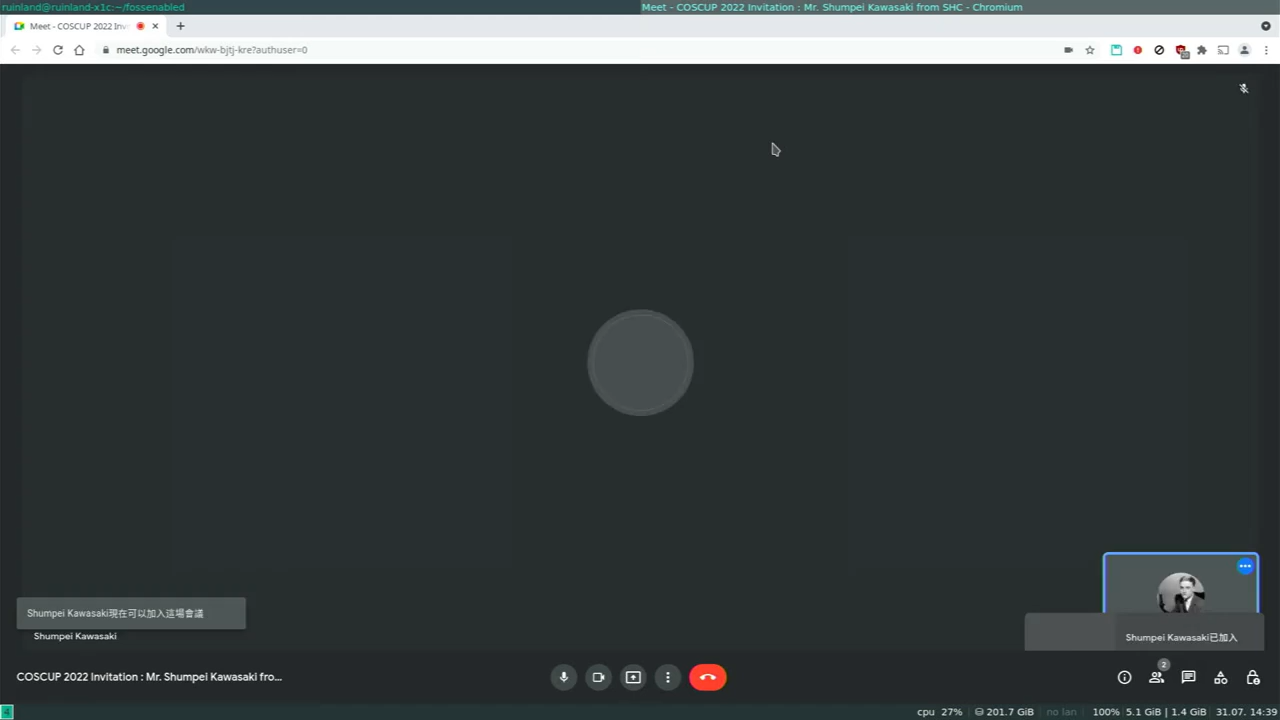 ruinland@ruinland-x1c:~/fossenabled
Meet - COSCUP 2022 Invitation : Mr. Shumpei Kawasaki from SHC - Chromium
Meet - COSCUP 2022 Inv
meet.google.com/wkw-bjtj-kre?authuser=0
Shumpei Kawasaki現在可以加入這場會議
Shumpei Kawasaki
Shumpei Kawasaki已加入
COSCUP 2022 Invitation : Mr. Shumpei Kawasaki fro...
2
4
cpu 27% 201.7 GiB no lan 100% 5.1 GiB | 1.4 GiB 31.07. 14:39